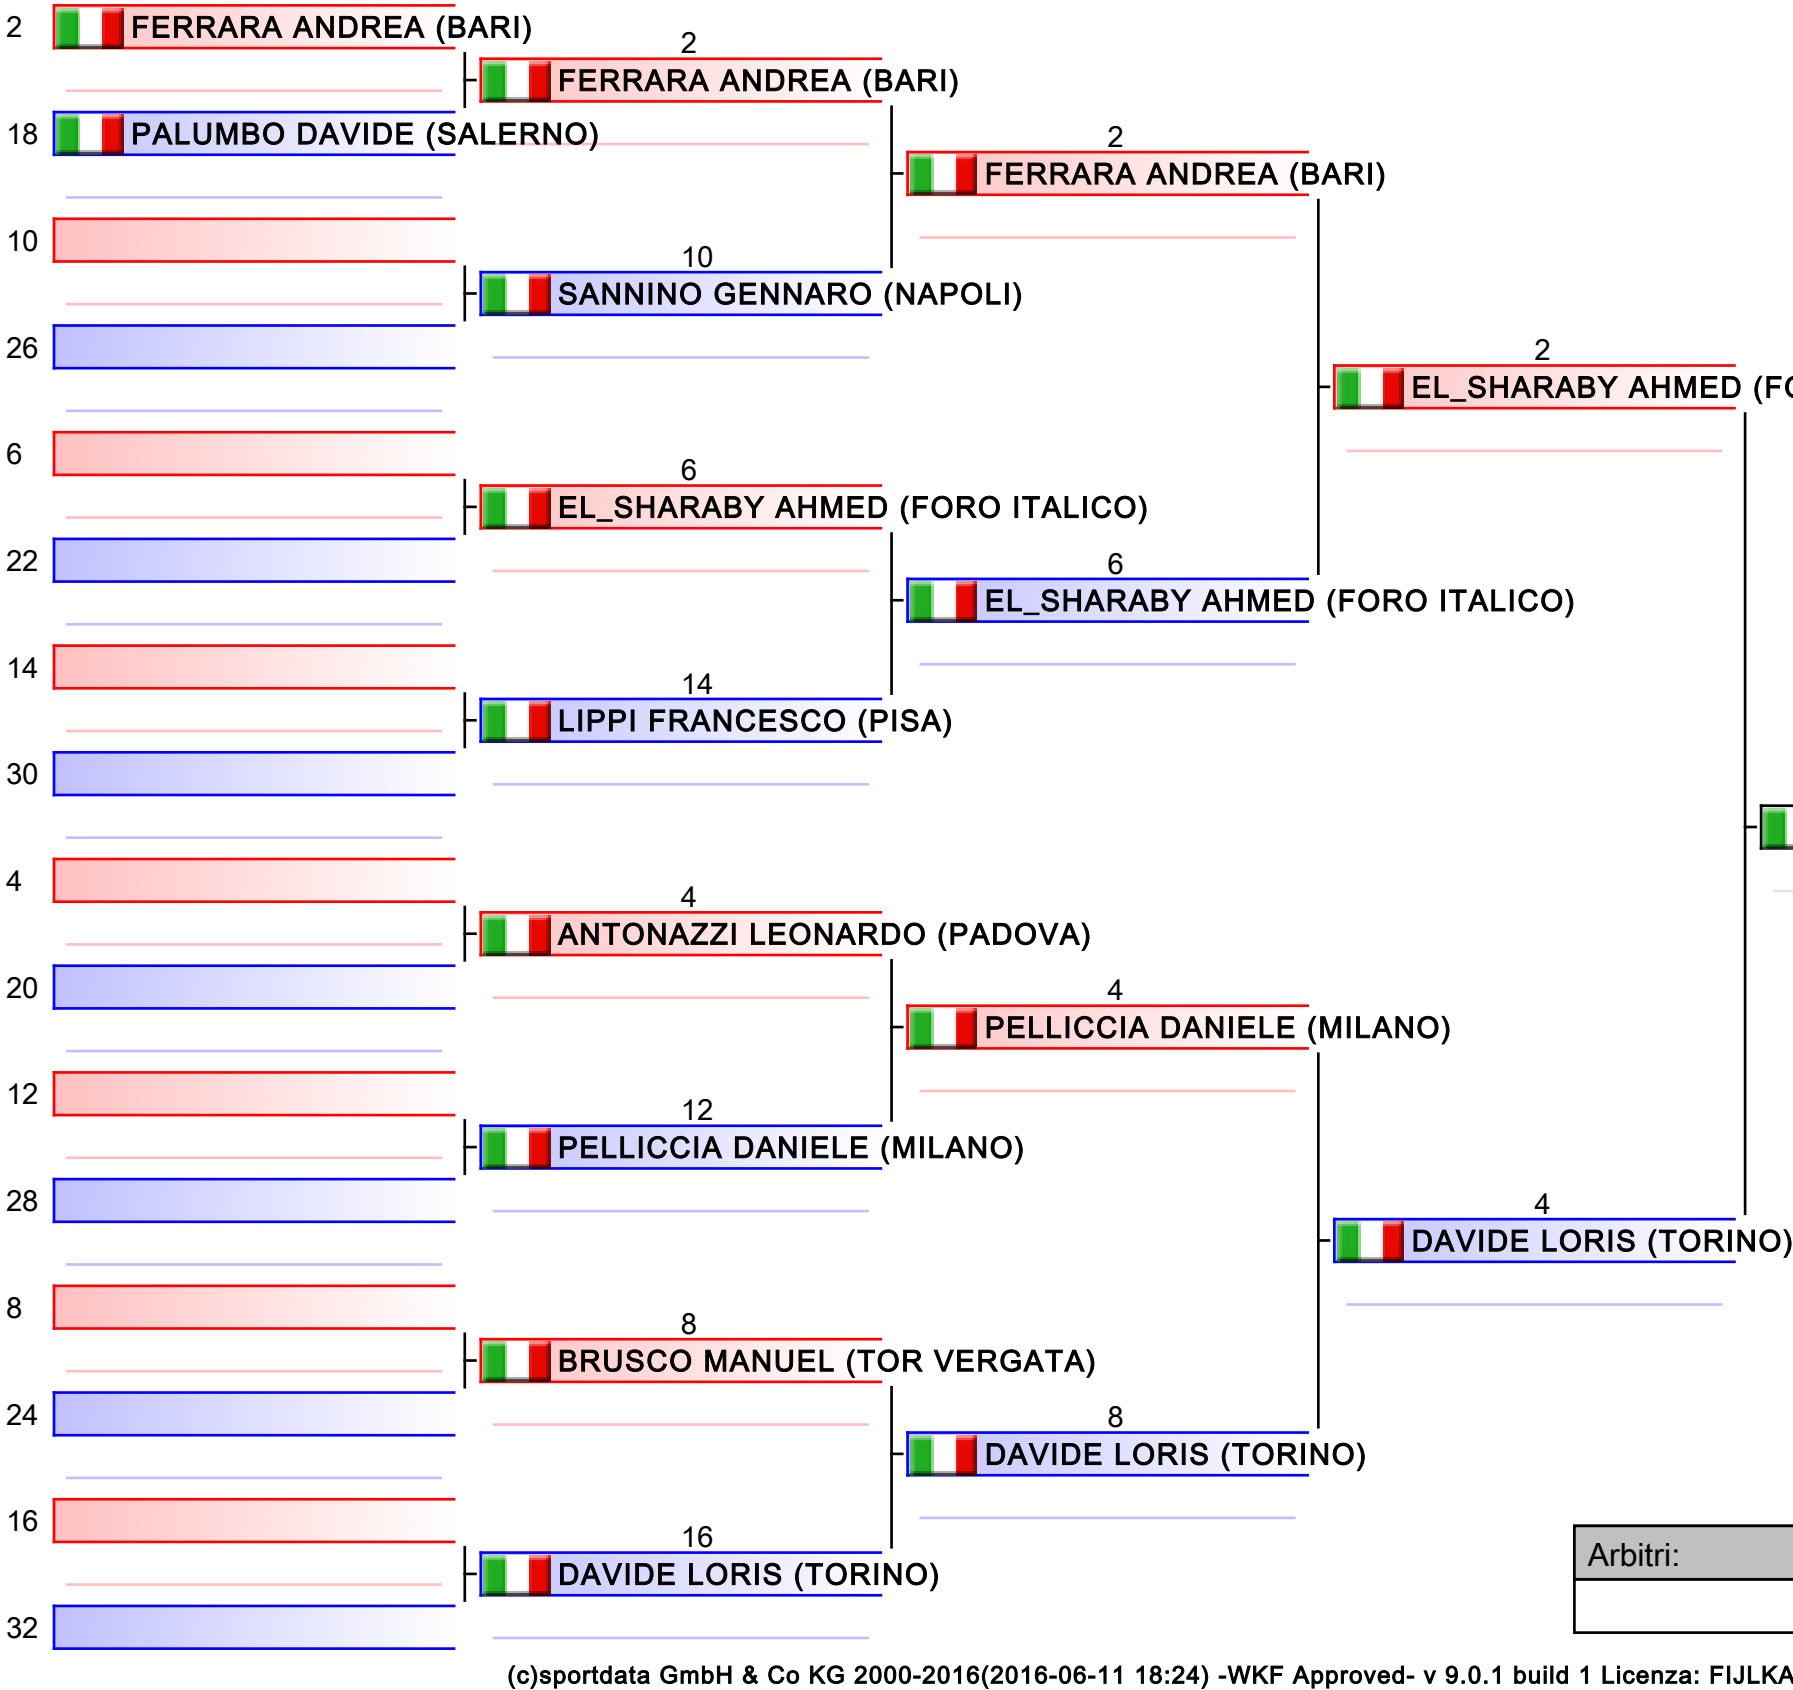 2 FERRARA ANDREA (BARI)
2
FERRARA ANDREA (BARI)
18 PALUMBO DAVIDE (SALERNO)
2
FERRARA ANDREA (BARI)
10
10
SANNINO GENNARO (NAPOLI)
26
2
EL_SHARABY AHMED (FO
6
6
EL_SHARABY AHMED (FORO ITALICO)
22
6
EL_SHARABY AHMED (FORO ITALICO)
14
14
LIPPI FRANCESCO (PISA)
30
4
4
ANTONAZZI LEONARDO (PADOVA)
20
4
PELLICCIA DANIELE (MILANO)
12
12
PELLICCIA DANIELE (MILANO)
28
4
DAVIDE LORIS (TORINO)
8
8
BRUSCO MANUEL (TOR VERGATA)
24
8
DAVIDE LORIS (TORINO)
16
16
DAVIDE LORIS (TORINO)
32
Arbitri:
(c)sportdata GmbH & Co KG 2000-2016(2016-06-11 18:24) -WKF Approved- v 9.0.1 build 1 Licenza: FIJLKA